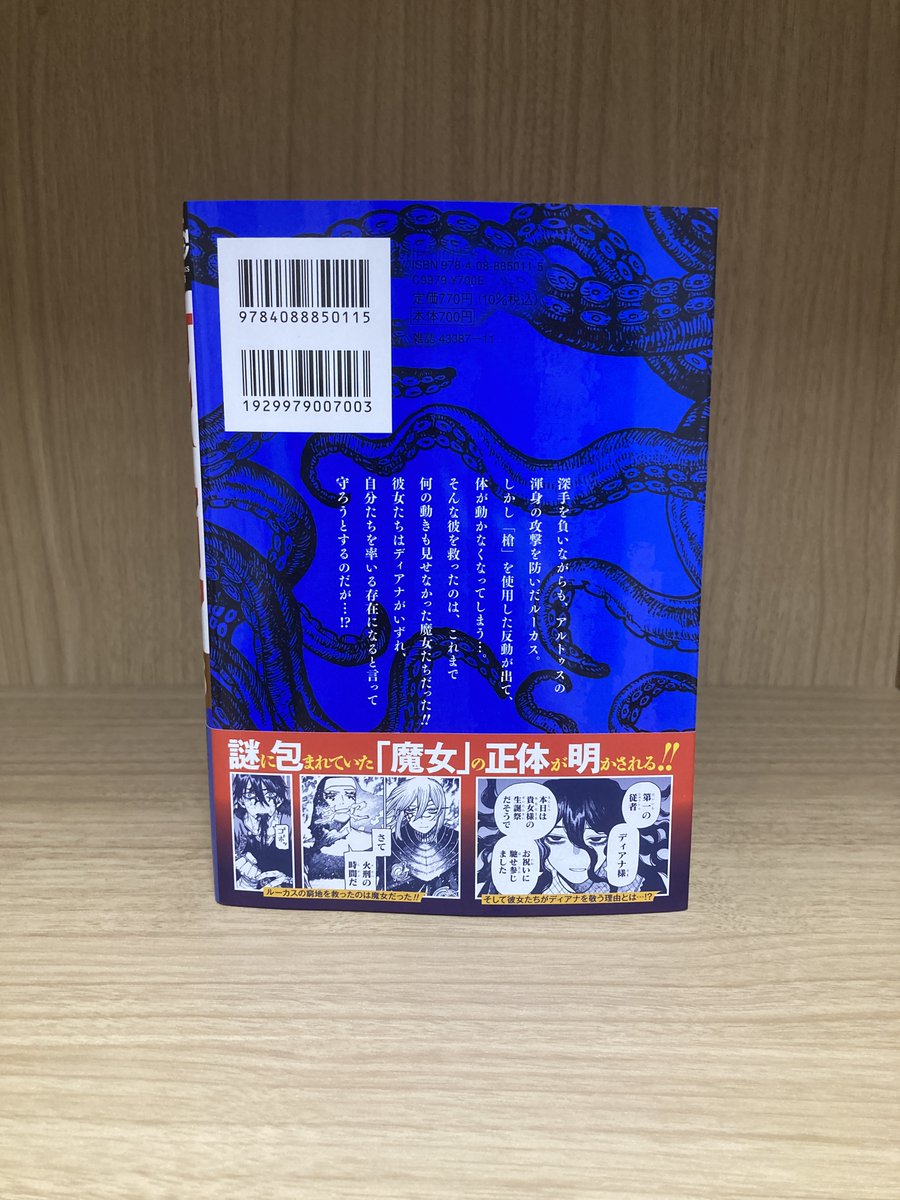 9784088850115
1929979007003
ISBN 978-4-08-885011-5
C9979 ¥700E
定価770円（10%税込）
本体700円
雑誌 43387-11
深手を負いながらも、アルトゥスの
渾身の攻撃を防いだルーカス。
しかし「槍」を使用した反動が出て、
体が動かなくなってしまう…
そんな彼を救ったのは、これまで
何の動きも見せなかった魔女たちだった!!
彼女たちはディアナがいずれ、
自分たちを率いる存在になると言って
守ろうとするのだが…!?
謎に包まれていた「魔女」の正体が明かされる!!
ゴボ
さて
火刑の
時間だ
第一の
従者
ディアナ様
本日は
貴女様の
生誕祭
だそうで
お祝いに
馳せ参じ
ました
ルーカスの窮地を救ったのは魔女だった!!
そして彼女たちがディアナを敬う理由とは…!?